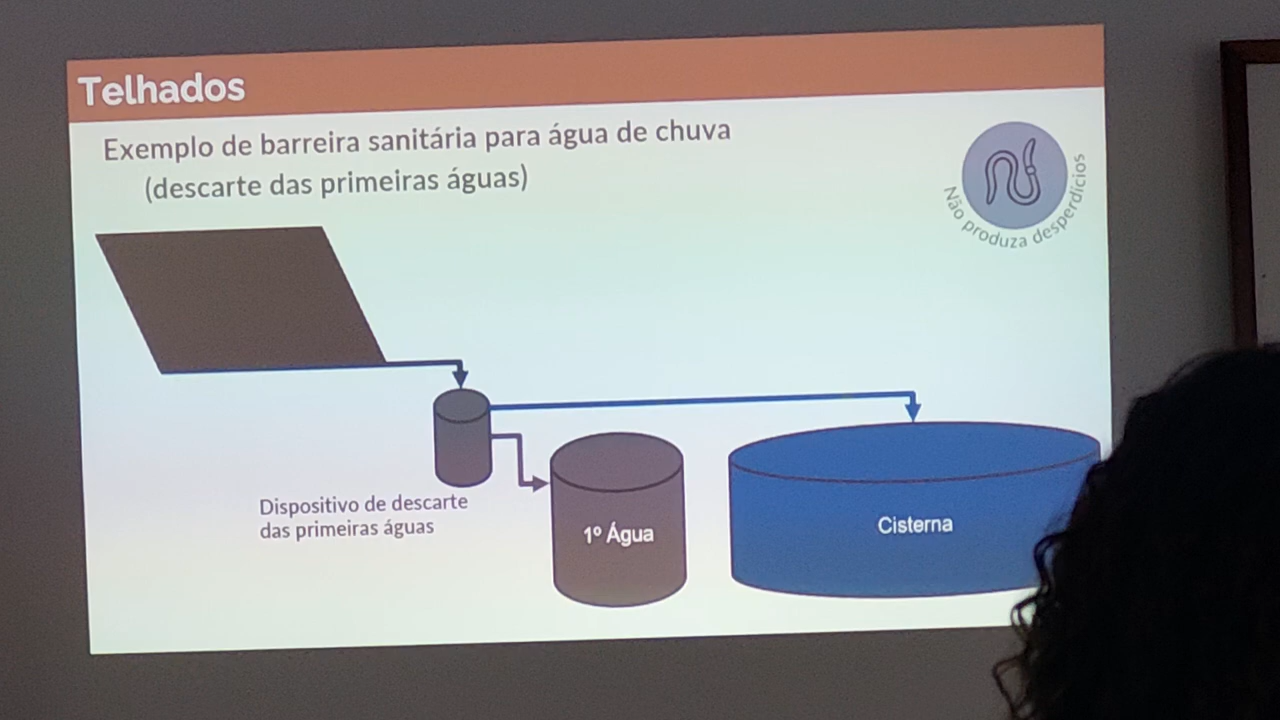 Telhados
Exemplo de barreira sanitária para água de chuva
(descarte das primeiras águas)
Não produza desperdícios
Dispositivo de descarte
das primeiras águas
1º Água
Cisterna